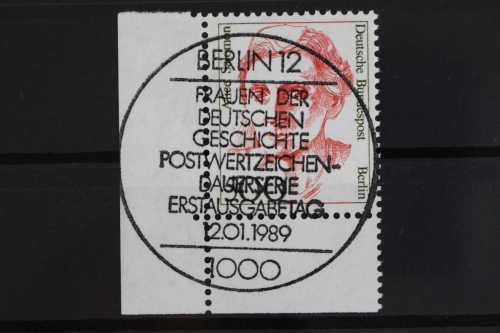 BERLIN 12
FRAUEN DER
DEUTSCHEN
GESCHICHTE
POSTWERTZEICHEN-
DAUERSERIE
ERSTAUSGABETAG
12.01.1989
1000
Deutsche Bundespost
Berlin